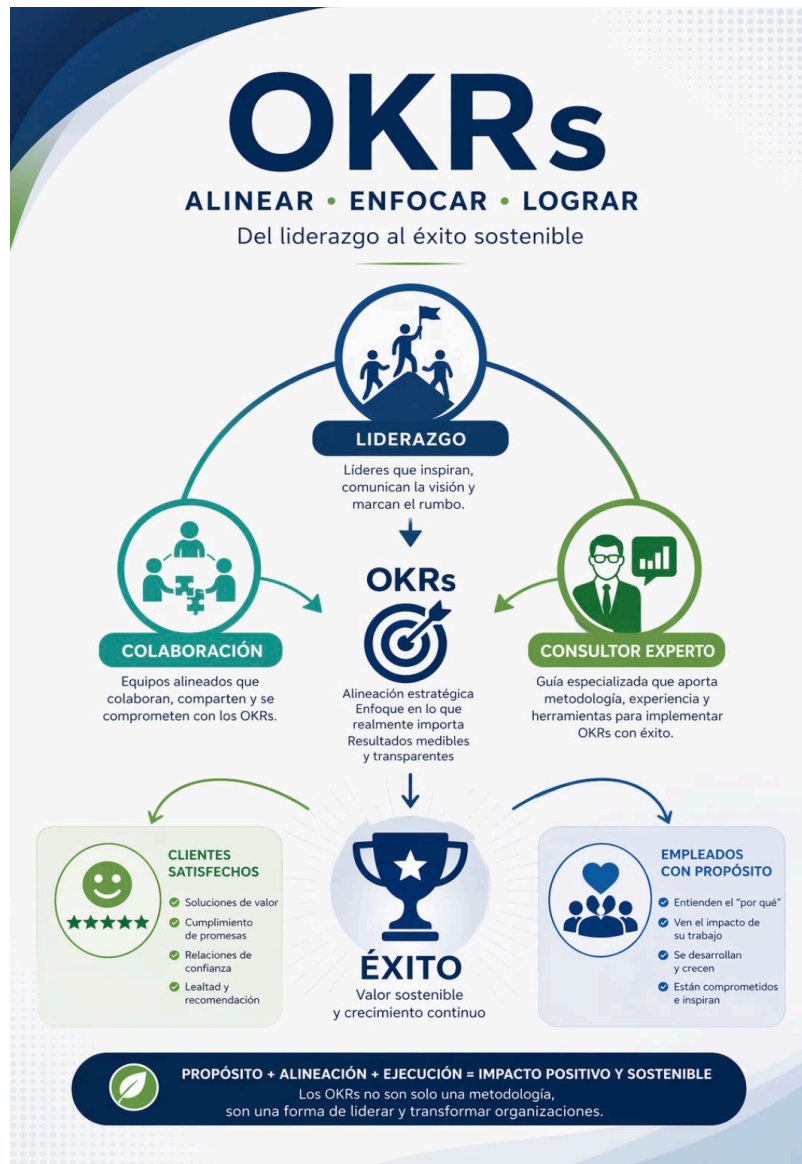 OKRs
ALINEAR • ENFOCAR • LOGRAR
Del liderazgo al éxito sostenible
LIDERAZGO
Líderes que inspiran,
comunican la visión y
marcan el rumbo.
COLABORACIÓN
Equipos alineados que
colaboran, comparten y se
comprometen con los OKRs.
OKRs
Alineación estratégica
Enfoque en lo que
realmente importa
Resultados medibles
y transparentes
CONSULTOR EXPERTO
Guía especializada que aporta
metodología, experiencia y
herramientas para implementar
OKRs con éxito.
CLIENTES
SATISFECHOS
Soluciones de valor
Cumplimiento
de promesas
Relaciones de
confianza
Lealtad y
recomendación
ÉXITO
Valor sostenible
y crecimiento continuo
EMPLEADOS
CON PROPÓSITO
Entienden el "por qué"
Ven el impacto de
su trabajo
Se desarrollan
y crecen
Están comprometidos
e inspiran
PROPÓSITO + ALINEACIÓN + EJECUCIÓN = IMPACTO POSITIVO Y SOSTENIBLE
Los OKRs no son solo una metodología,
son una forma de liderar y transformar organizaciones.